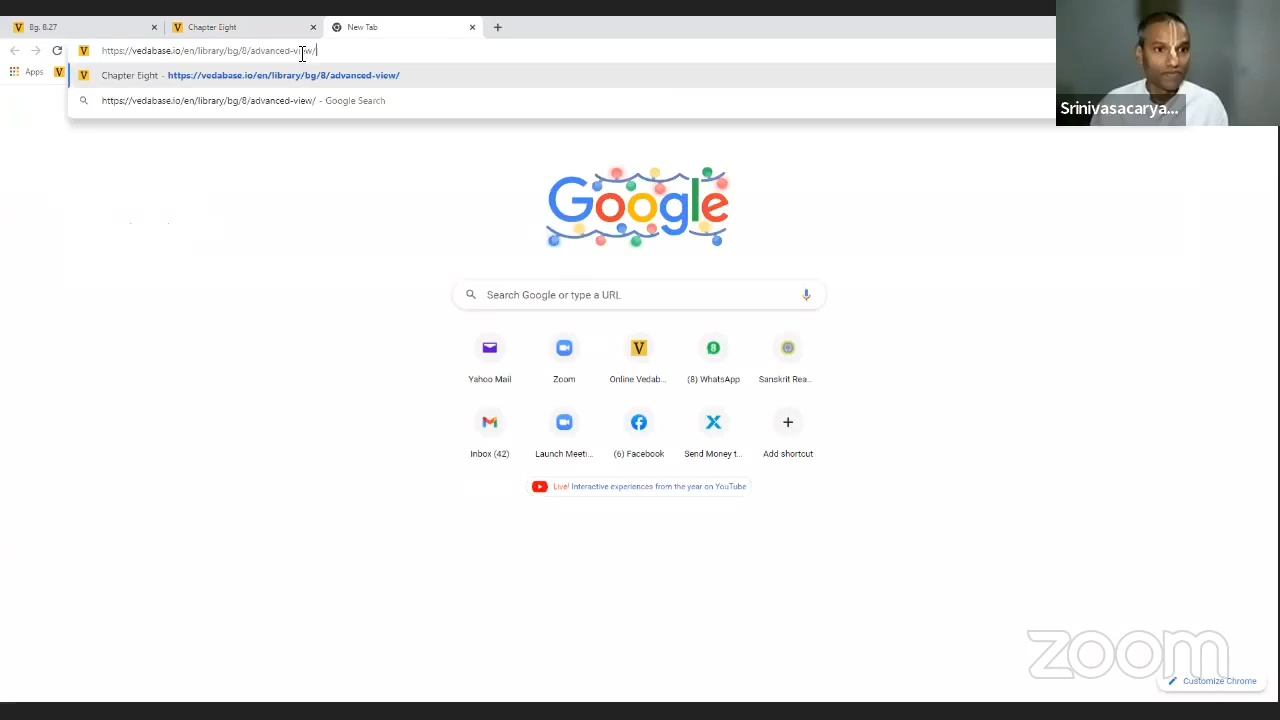 Bg. 8.27
Chapter Eight
New Tab
https://vedabase.io/en/library/bg/8/advanced-view/
Apps
Chapter Eight - https://vedabase.io/en/library/bg/8/advanced-view/
https://vedabase.io/en/library/bg/8/advanced-view/ - Google Search
Srinivasacarya...
Google
Search Google or type a URL
Yahoo Mail
Zoom
Online Vedab...
(8) WhatsApp
Sanskrit Rea...
Inbox (42)
Launch Meeti...
(6) Facebook
Send Money t...
Add shortcut
Live! Interactive experiences from the year on YouTube
zoom
Customize Chrome